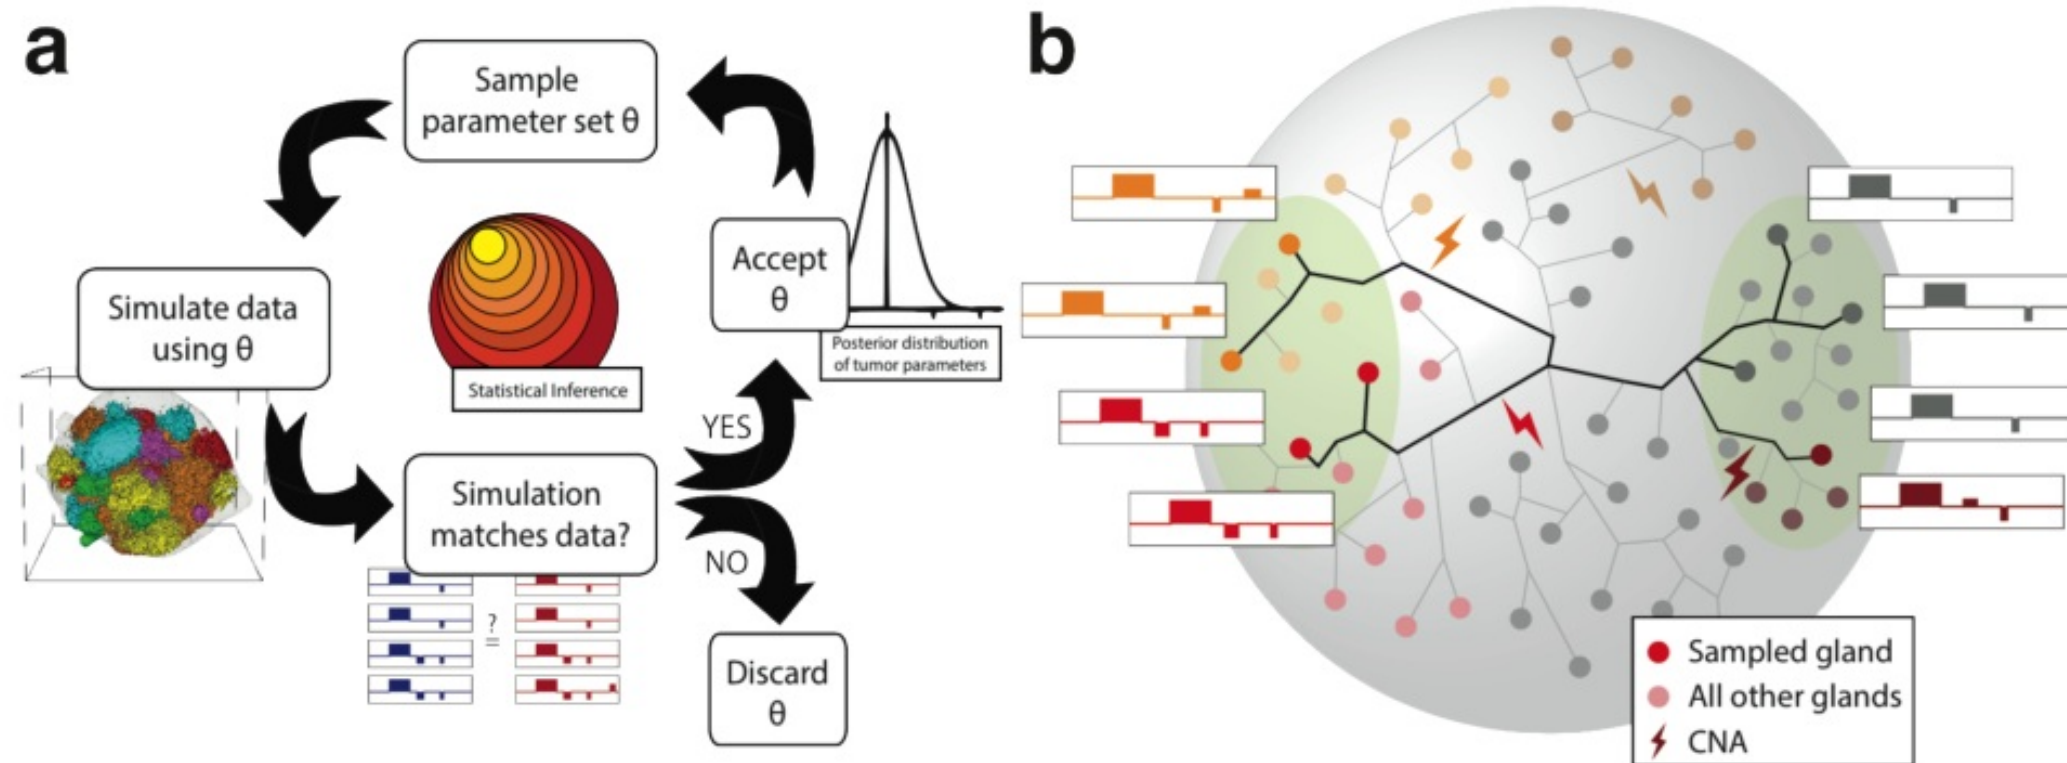 a
Sample
parameter set θ
Simulate data
using θ
Statistical Inference
Accept
θ
Posterior distribution
of tumor parameters
YES
Simulation
matches data?
NO
?
=
Discard
θ
b
Sampled gland
All other glands
CNA